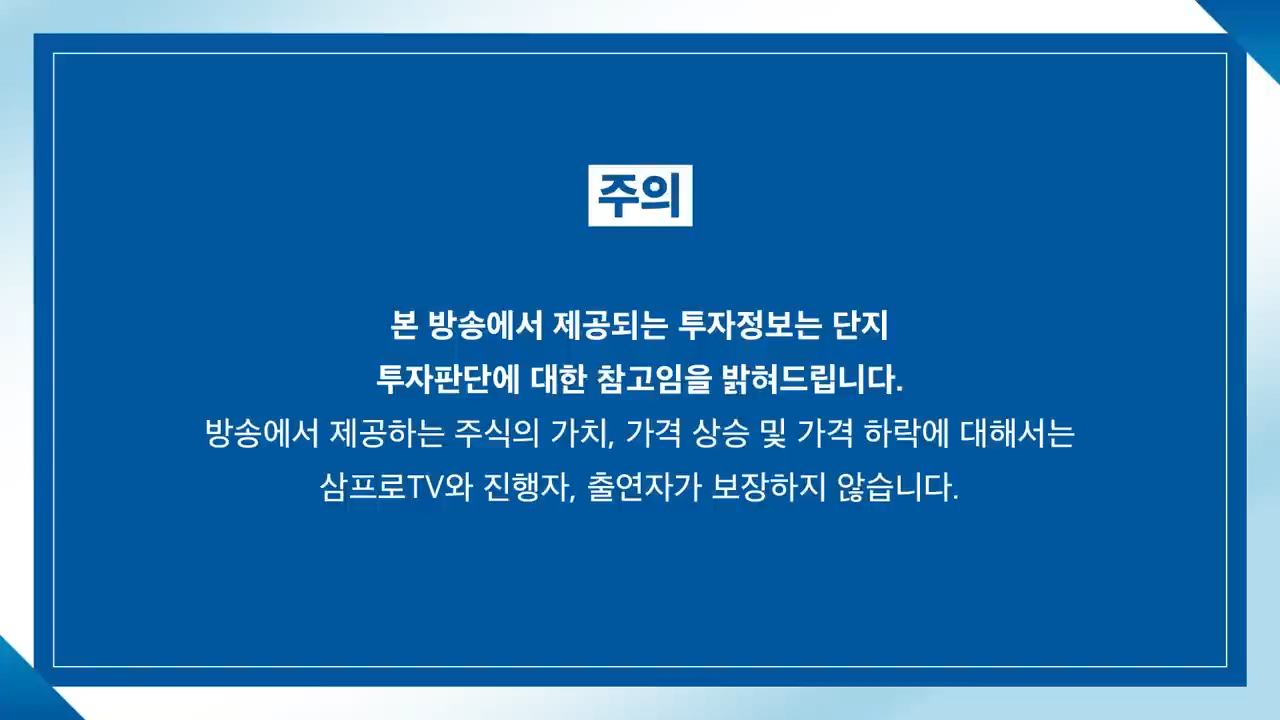 주의
본 방송에서 제공되는 투자정보는 단지
투자판단에 대한 참고임을 밝혀드립니다.
방송에서 제공하는 주식의 가치, 가격 상승 및 가격 하락에 대해서는
삼프로TV와 진행자, 출연자가 보장하지 않습니다.